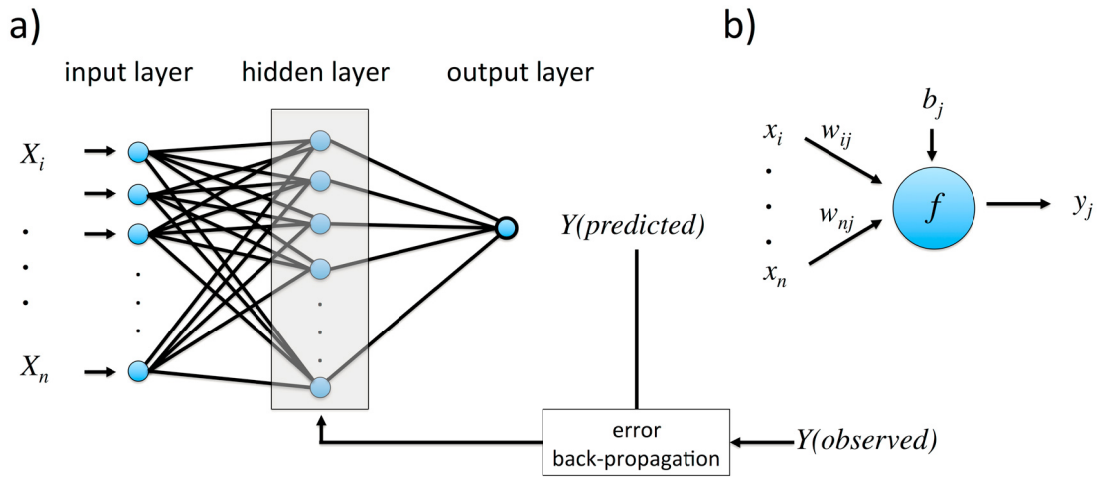 a)
input layer
hidden layer
output layer
X_i
X_n
Y(predicted)
error
back-propagation
Y(observed)
b)
b_j
x_i
w_ij
f
y_j
w_nj
x_n